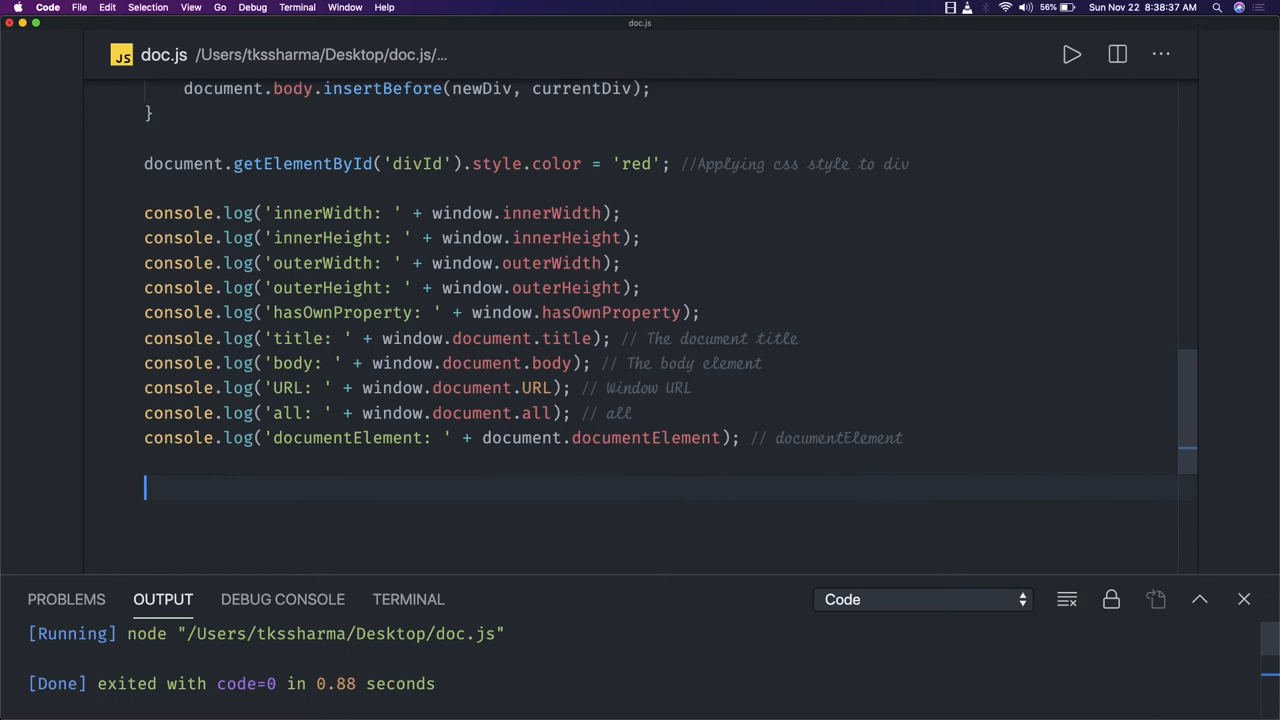 Code File Edit Selection View Go Debug Terminal Window Help 56% Sun Nov 22 8:38:37 AM
doc.js
JS doc.js /Users/tkssharma/Desktop/doc.js/...
document.body.insertBefore(newDiv, currentDiv);
}
document.getElementById('divId').style.color = 'red'; //Applying css style to div
console.log('innerWidth: ' + window.innerWidth);
console.log('innerHeight: ' + window.innerHeight);
console.log('outerWidth: ' + window.outerWidth);
console.log('outerHeight: ' + window.outerHeight);
console.log('hasOwnProperty: ' + window.hasOwnProperty);
console.log('title: ' + window.document.title); // The document title
console.log('body: ' + window.document.body); // The body element
console.log('URL: ' + window.document.URL); // Window URL
console.log('all: ' + window.document.all); // all
console.log('documentElement: ' + document.documentElement); // documentElement
PROBLEMS OUTPUT DEBUG CONSOLE TERMINAL Code
[Running] node "/Users/tkssharma/Desktop/doc.js"
[Done] exited with code=0 in 0.88 seconds